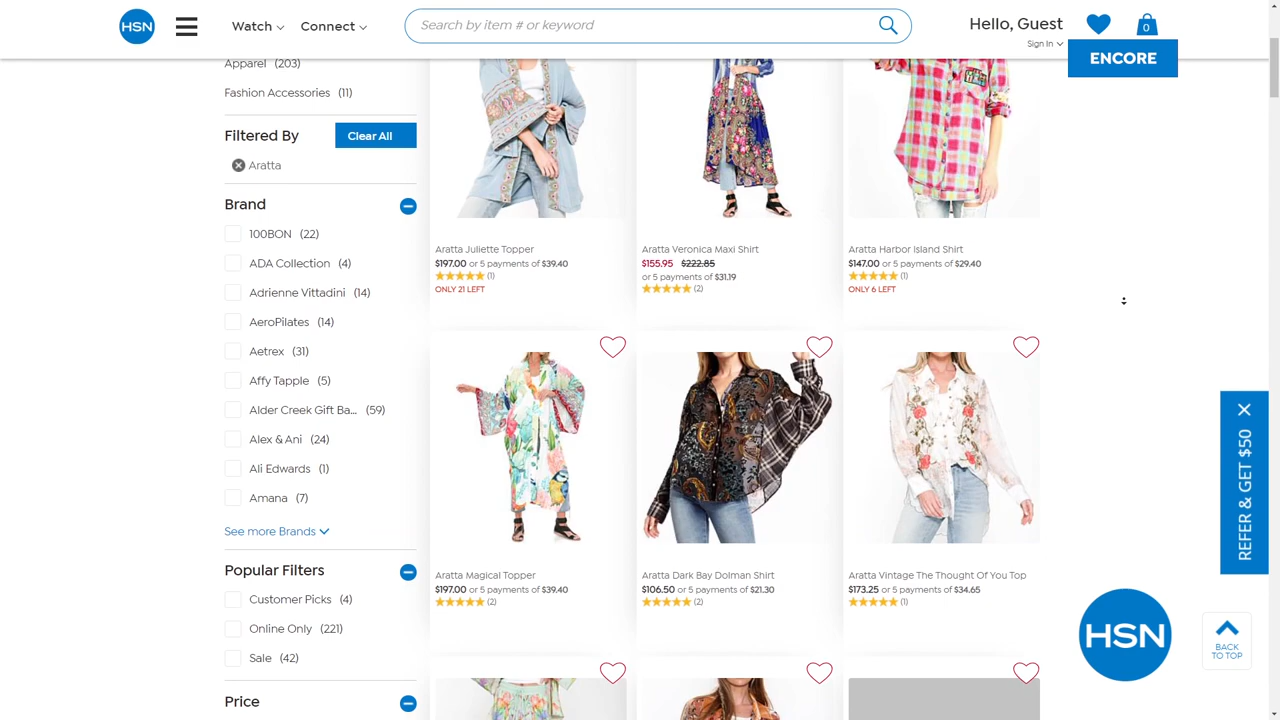 HSN
Watch
Connect
Search by item # or keyword
Hello, Guest
Sign In
0
ENCORE
Apparel (203)
Fashion Accessories (11)
Filtered By
Clear All
Aratta
Brand
100BON (22)
ADA Collection (4)
Adrienne Vittadini (14)
AeroPilates (14)
Aetrex (31)
Affy Tapple (5)
Alder Creek Gift Ba... (59)
Alex & Ani (24)
Ali Edwards (1)
Amana (7)
See more Brands
Popular Filters
Customer Picks (4)
Online Only (221)
Sale (42)
Price
Aratta Juliette Topper
$197.00 or 5 payments of $39.40
(1)
ONLY 21 LEFT
Aratta Veronica Maxi Shirt
$155.95 $222.85
or 5 payments of $31.19
(2)
Aratta Harbor Island Shirt
$147.00 or 5 payments of $29.40
(1)
ONLY 6 LEFT
Aratta Magical Topper
$197.00 or 5 payments of $39.40
(2)
Aratta Dark Bay Dolman Shirt
$106.50 or 5 payments of $21.30
(2)
Aratta Vintage The Thought Of You Top
$173.25 or 5 payments of $34.65
(1)
REFER & GET $50
HSN
BACK
TO TOP